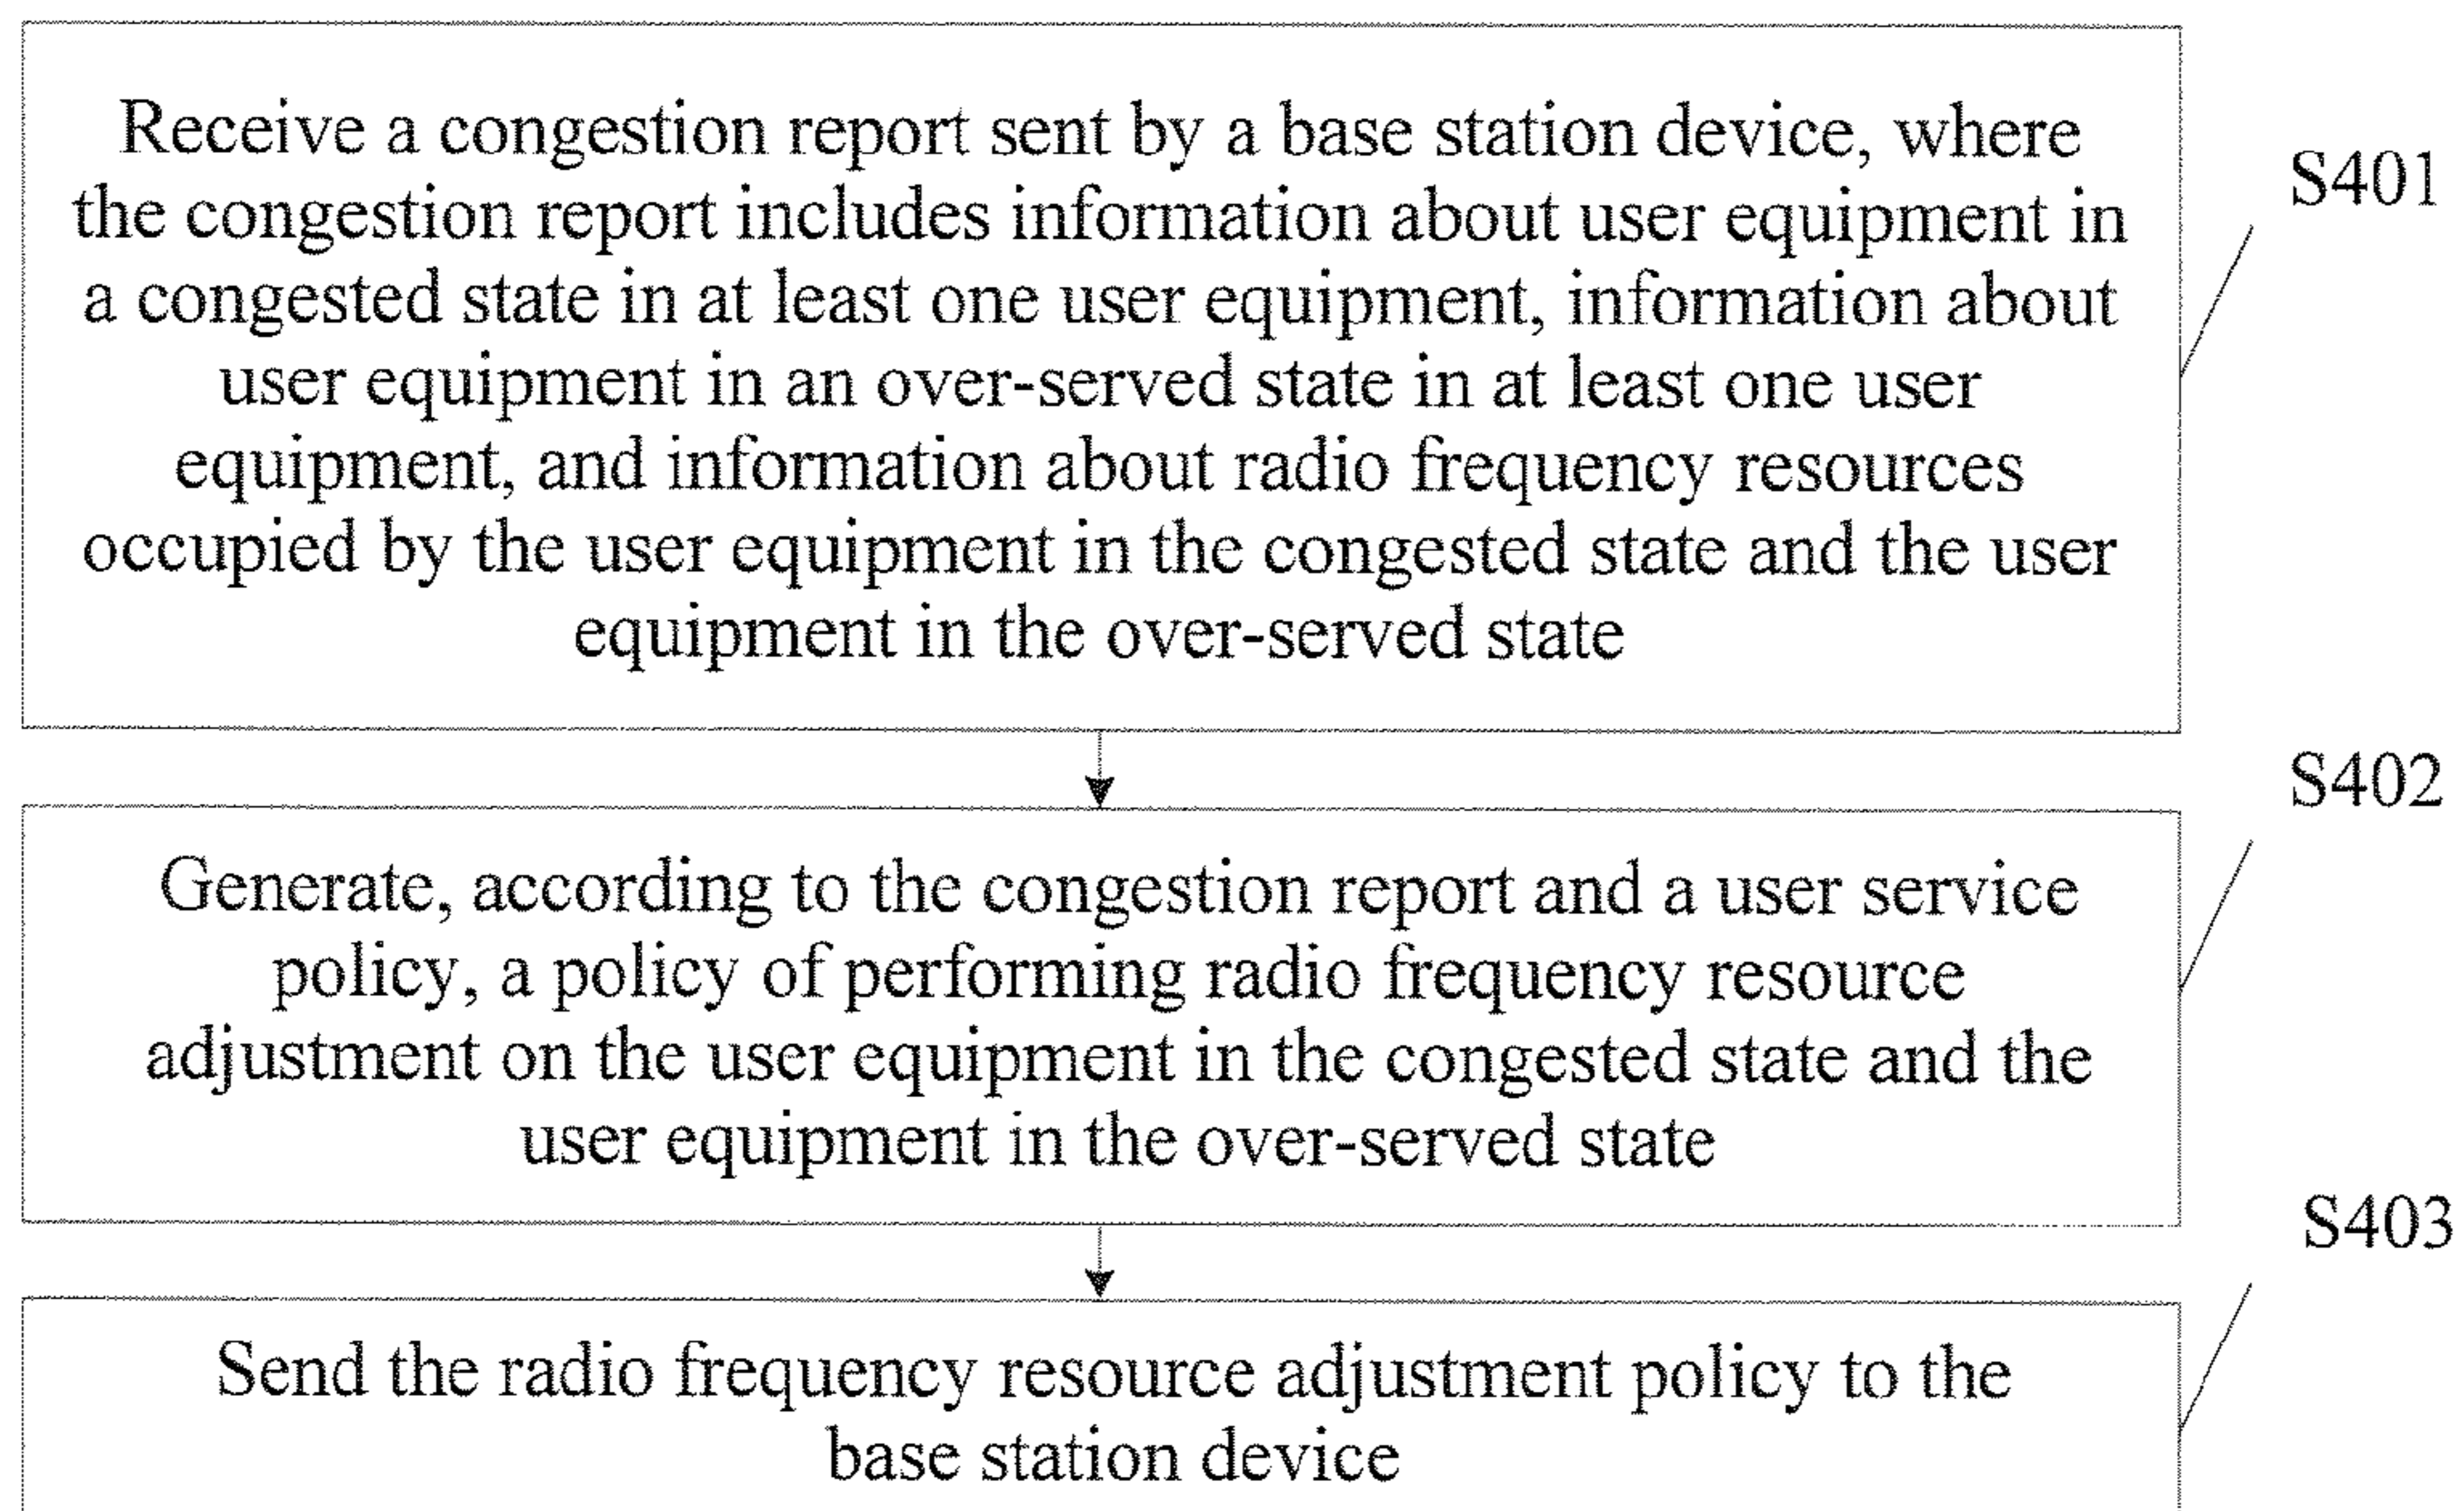 Receive a congestion report sent by a base station device, where
the congestion report includes information about user equipment in
a congested state in at least one user equipment, information about
user equipment in an over-served state in at least one user
equipment, and information about radio frequency resources
occupied by the user equipment in the congested state and the user
equipment in the over-served state
S401
Generate, according to the congestion report and a user service
policy, a policy of performing radio frequency resource
adjustment on the user equipment in the congested state and the
user equipment in the over-served state
S402
Send the radio frequency resource adjustment policy to the
base station device
S403